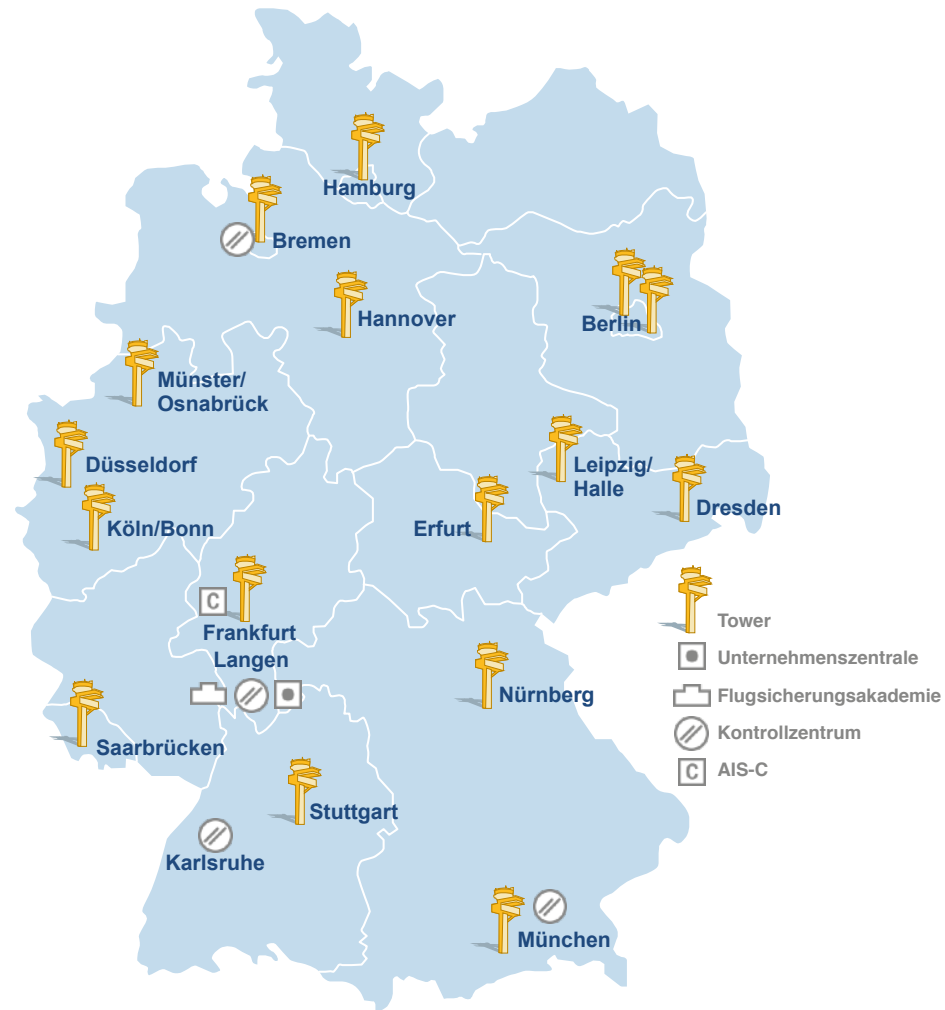 Hamburg
Bremen
Hannover
Berlin
Münster/
Osnabrück
Düsseldorf
Leipzig/
Halle
Dresden
Köln/Bonn
Erfurt
C
Frankfurt
Langen
Nürnberg
Saarbrücken
Stuttgart
Karlsruhe
München
Tower
Unternehmenszentrale
Flugsicherungsakademie
Kontrollzentrum
C
AIS-C